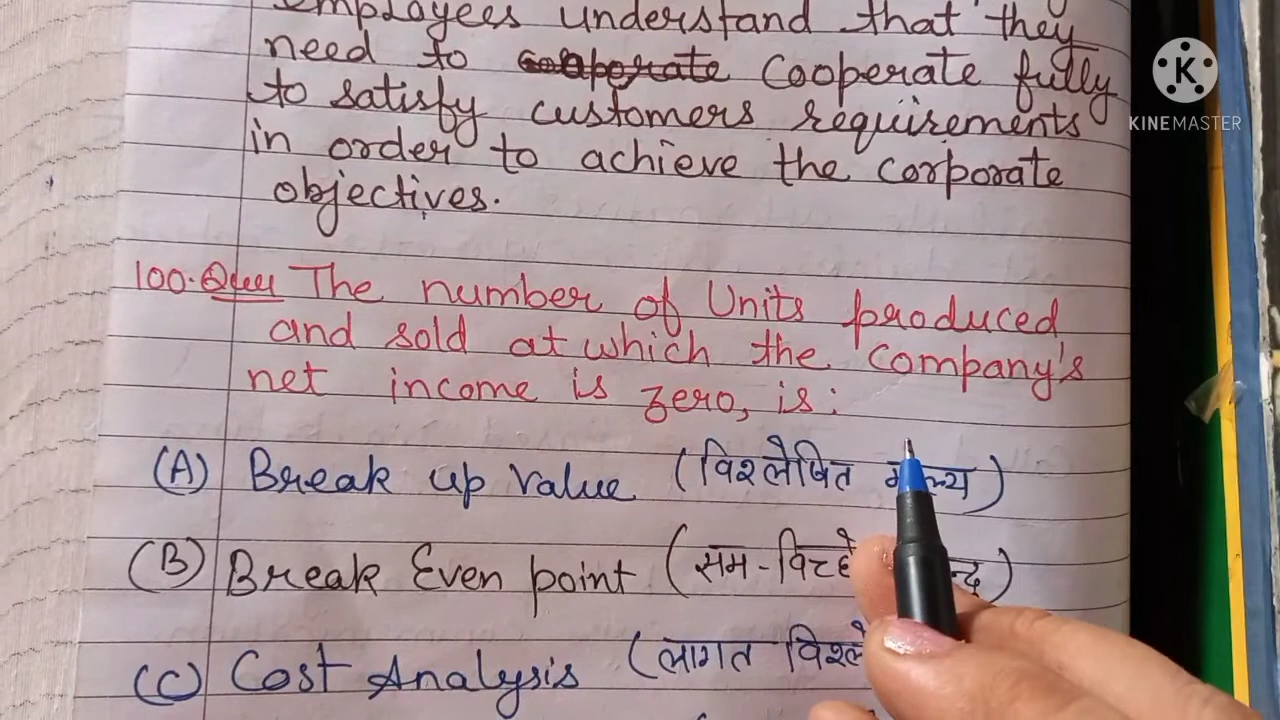 employees understand that they
need to cooperate fully
to satisfy customers requirements
in order to achieve the corporate
objectives.
KINEMASTER
100. Que The number of Units produced
and sold at which the Company's
net income is zero, is:
(A) Break up value (विश्लेषित मूल्य)
(B) Break Even point (सम-
(C) Cost Analysis (लागत